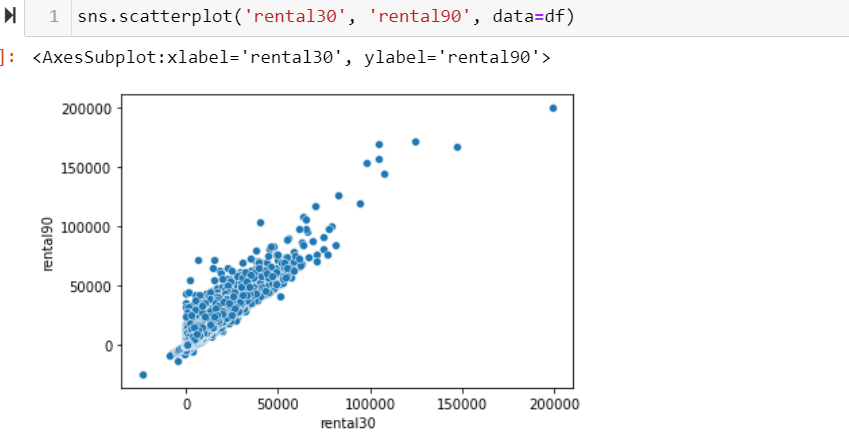 1 sns.scatterplot('rental30', 'rental90', data=df)
]: <AxesSubplot:xlabel='rental30', ylabel='rental90'>
200000
150000
100000
50000
0
rental90
0 50000 100000 150000 200000
rental30